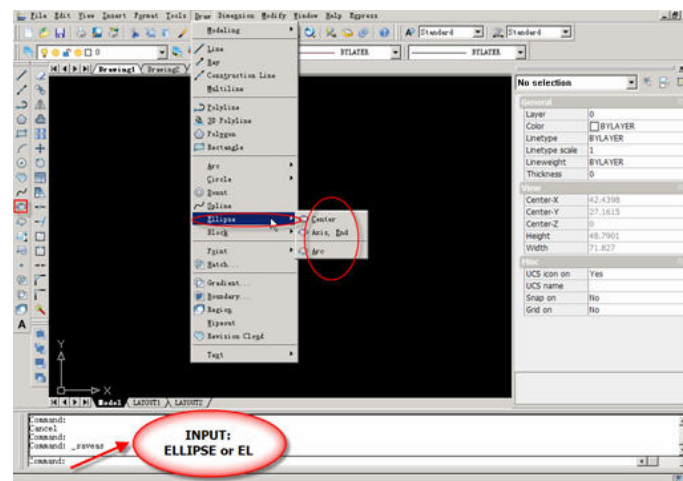 File Edit View Insert Format Tools Draw Dimension Modify Window Help Express
Standard Standard
0 BYLAYER BYLAYER
Drawing1 Drawing2
Modeling
Line
Ray
Construction Line
Multiline
Polyline
3D Polyline
Polygon
Rectangle
Arc
Circle
Donut
Spline
Ellipse
Block
Point
Hatch...
Gradient...
Boundary...
Region
Wipeout
Revision Cloud
Text
Center
Axis, End
Arc
No selection
General
Layer 0
Color BYLAYER
Linetype BYLAYER
Linetype scale 1
Lineweight BYLAYER
Thickness 0
View
Center-X 42.4398
Center-Y 27.1615
Center-Z 0
Height 48.7901
Width 71.827
Misc
UCS icon on Yes
UCS name
Snap on No
Grid on No
A
Y
X
Model LAYOUT1 LAYOUT2
Command:
Cancel
Command:
Command: _saveas
Command:
INPUT:
ELLIPSE or EL